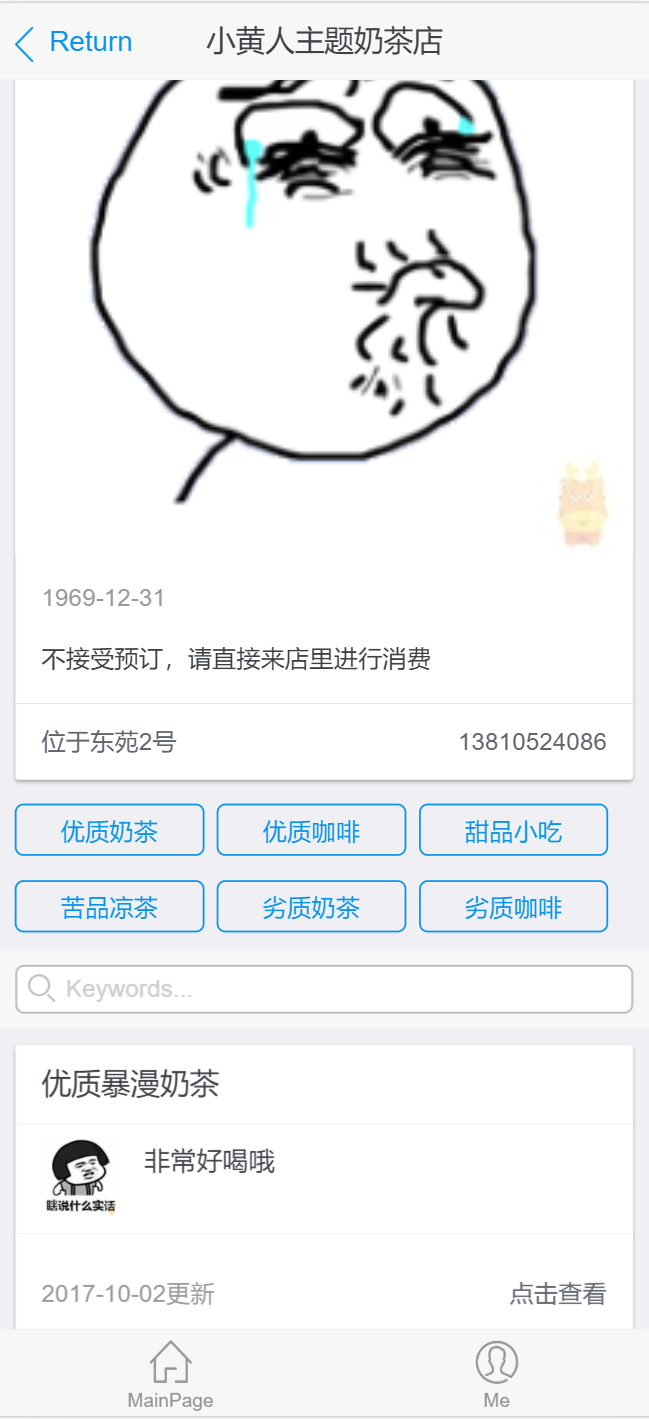 Return
小黄人主题奶茶店
1969-12-31
不接受预订，请直接来店里进行消费
位于东苑2号
13810524086
优质奶茶
优质咖啡
甜品小吃
苦品凉茶
劣质奶茶
劣质咖啡
Keywords...
优质暴漫奶茶
非常好喝哦
瞎说什么实话
2017-10-02更新
点击查看
MainPage
Me